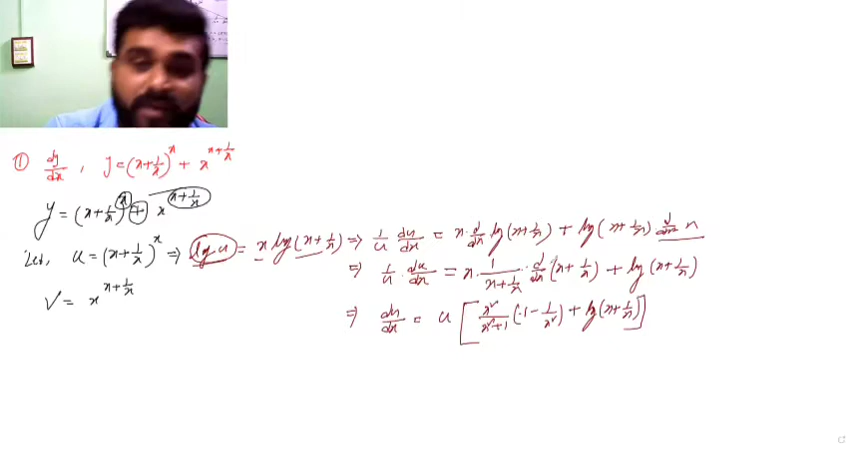 ① dy/dx , y = (x+1/x)^x + x^(x+1/x)
y = (x+1/x)^x + x^(x+1/x)
Let, u = (x+1/x)^x ⇒ log u = x log (x+1/x) ⇒ 1/u du/dx = x · d/dx log (x+1/x) + log (x+1/x) d/dx x
⇒ 1/u · du/dx = x · 1/(x+1/x) · d/dx (x+1/x) + log (x+1/x)
v = x^(x+1/x)
⇒ du/dx = u [ x²/(x²+1) (1 - 1/x²) + log (x+1/x) ]